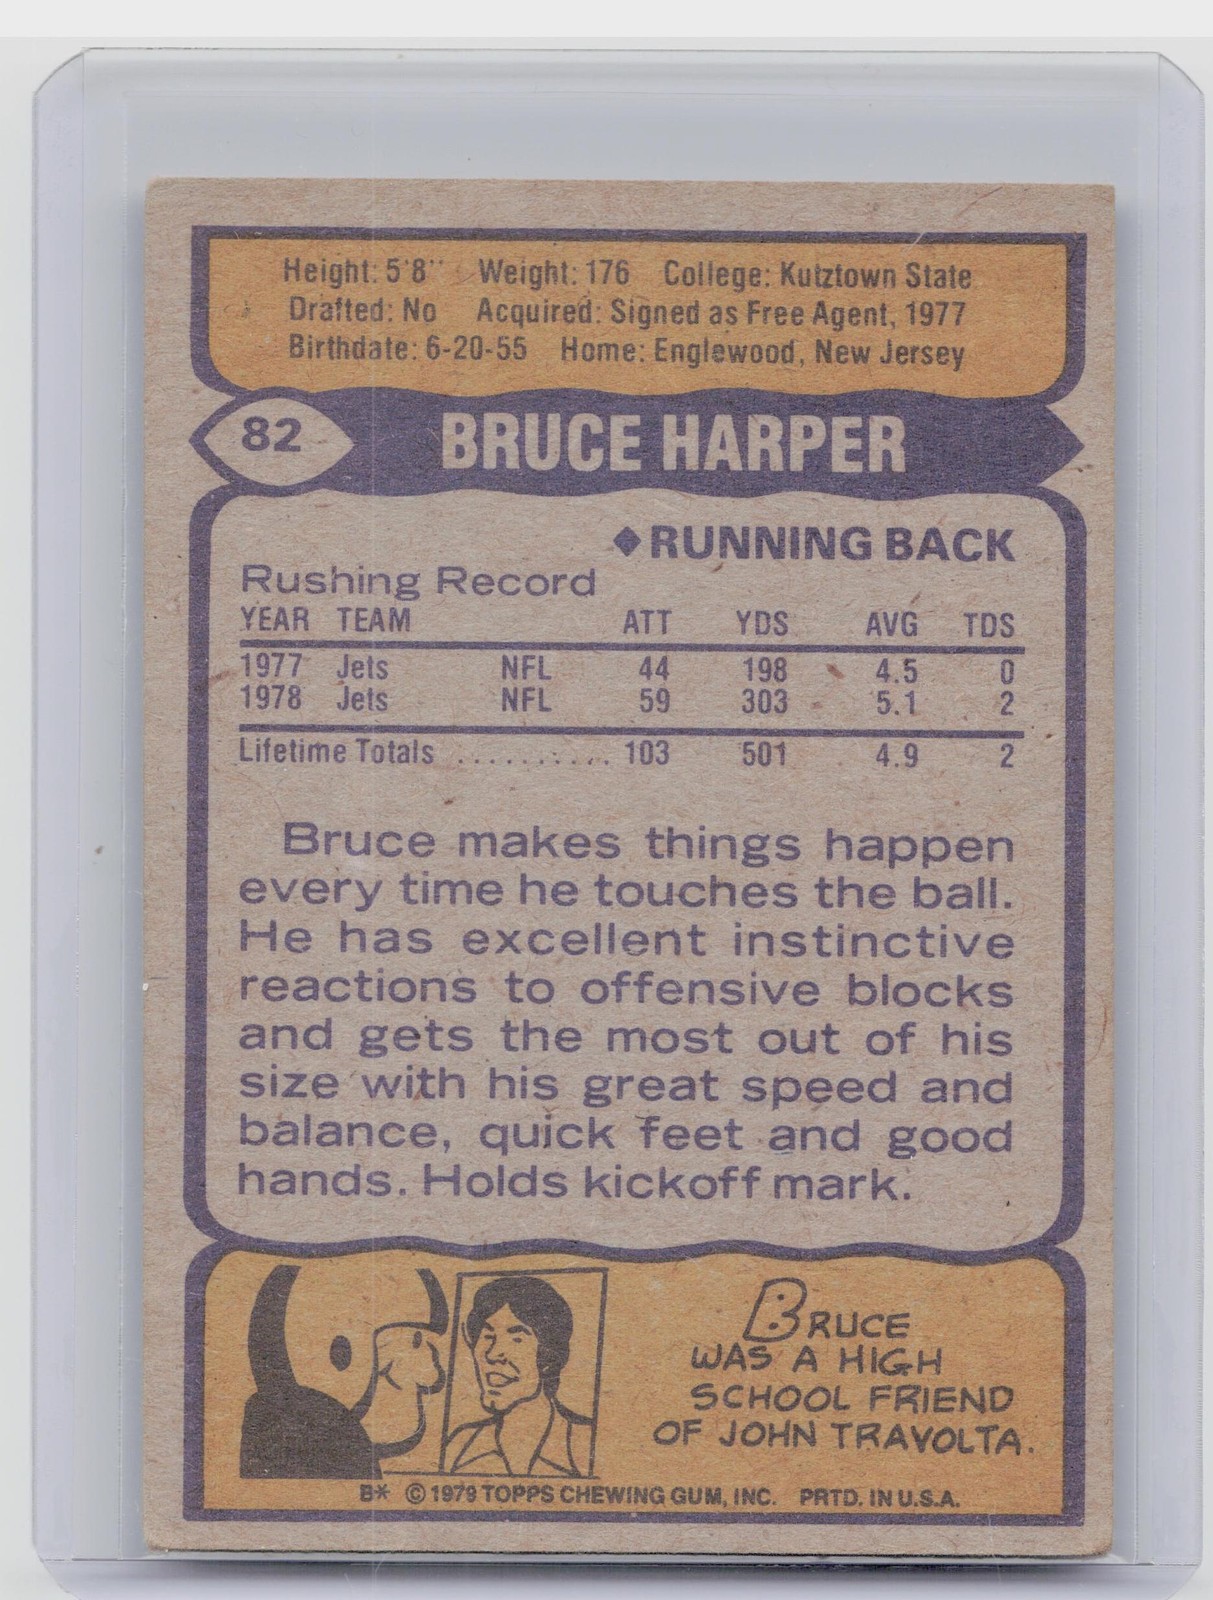 Height: 5'8" Weight: 176 College: Kutztown State
Drafted: No Acquired: Signed as Free Agent, 1977
Birthdate: 6-20-55 Home: Englewood, New Jersey
82 BRUCE HARPER
◆RUNNING BACK
Rushing Record
YEAR TEAM ATT YDS AVG TDS
1977 Jets NFL 44 198 4.5 0
1978 Jets NFL 59 303 5.1 2
Lifetime Totals .......... 103 501 4.9 2
Bruce makes things happen
every time he touches the ball.
He has excellent instinctive
reactions to offensive blocks
and gets the most out of his
size with his great speed and
balance, quick feet and good
hands. Holds kickoff mark.
BRUCE
WAS A HIGH
SCHOOL FRIEND
OF JOHN TRAVOLTA.
B* © 1979 TOPPS CHEWING GUM, INC. PRTD. IN U.S.A.